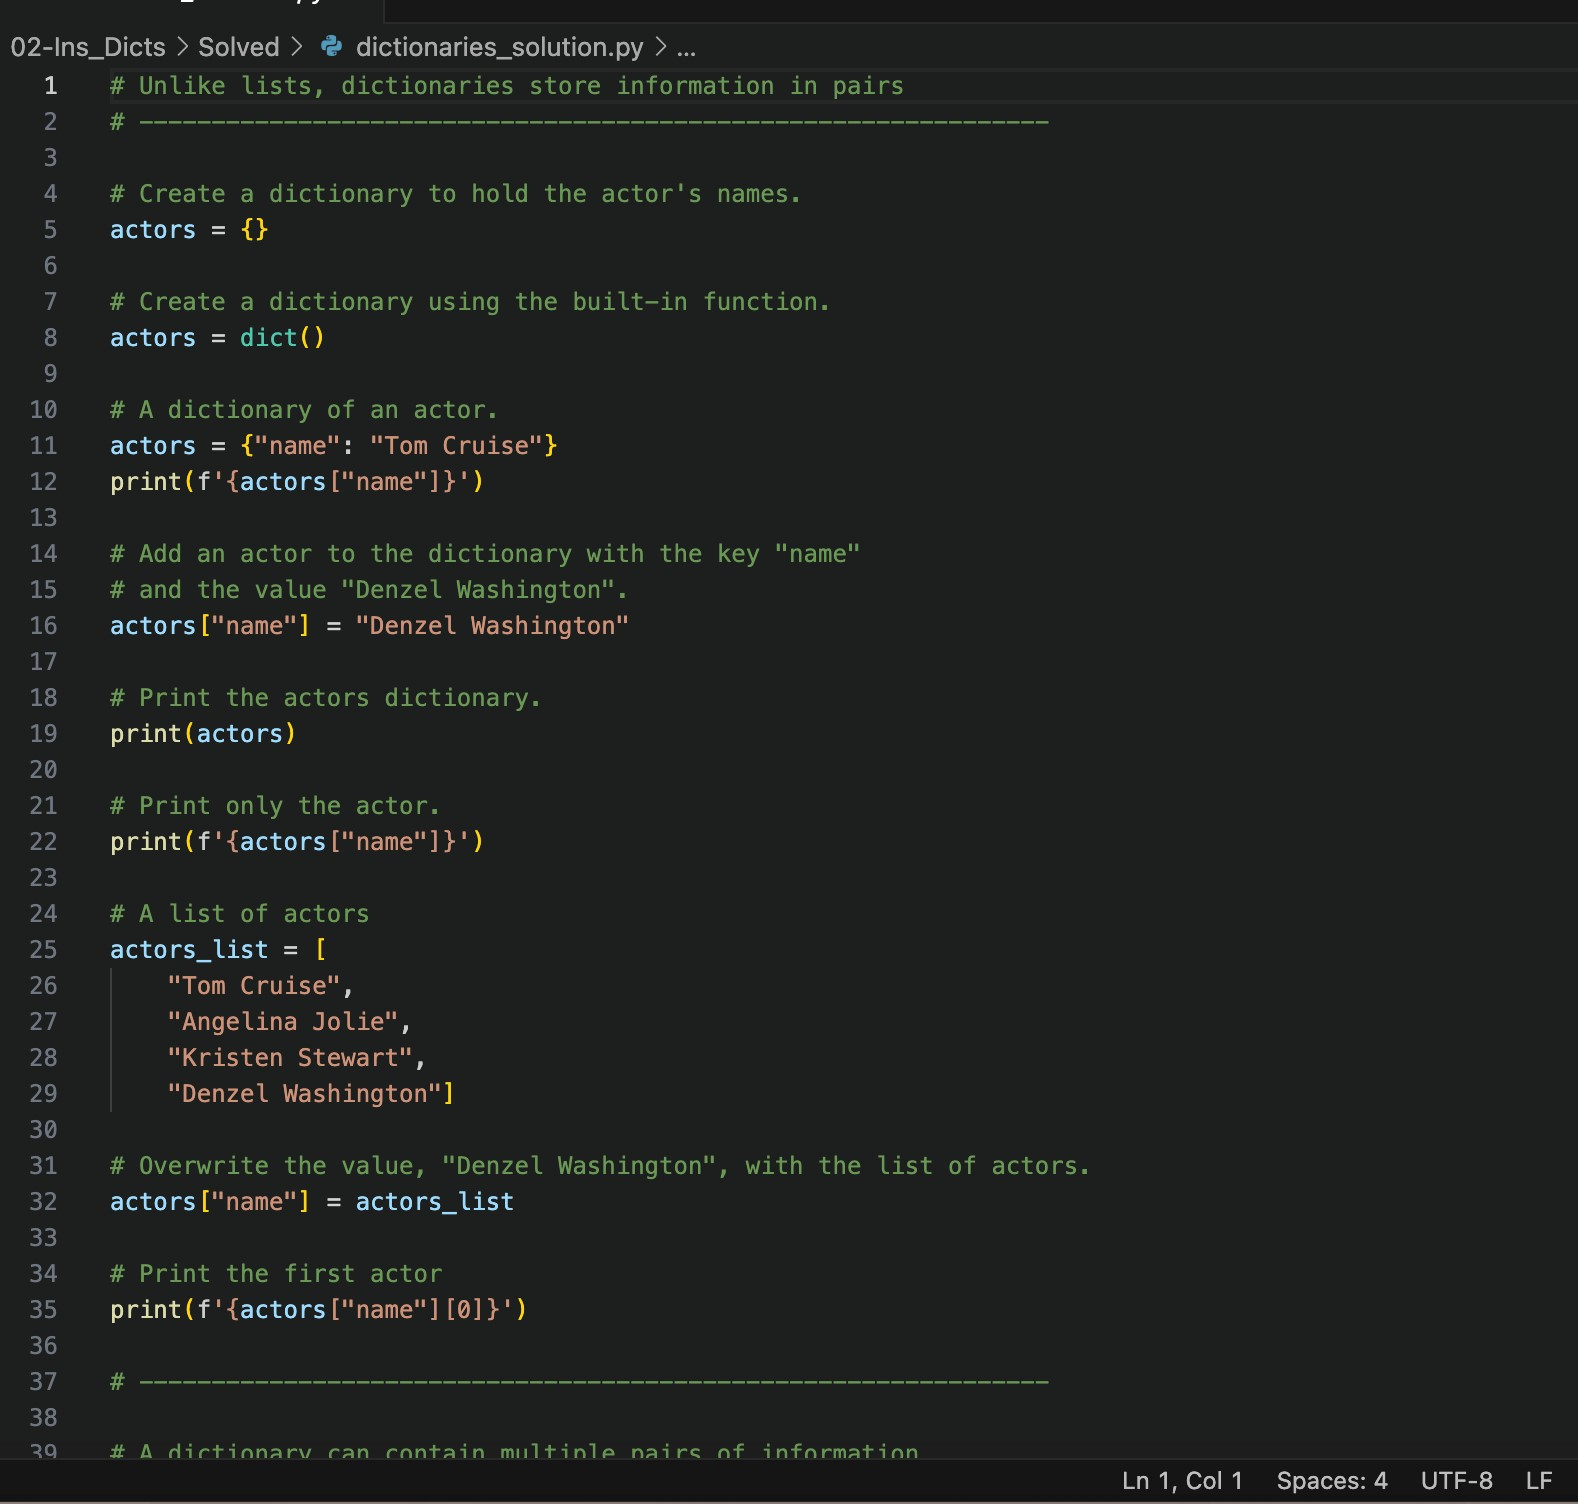 02-Ins_Dicts > Solved > dictionaries_solution.py > ...
1 # Unlike lists, dictionaries store information in pairs
2 # ---------------------------------------------------------------
3
4 # Create a dictionary to hold the actor's names.
5 actors = {}
6
7 # Create a dictionary using the built-in function.
8 actors = dict()
9
10 # A dictionary of an actor.
11 actors = {"name": "Tom Cruise"}
12 print(f'{actors["name"]}')
13
14 # Add an actor to the dictionary with the key "name"
15 # and the value "Denzel Washington".
16 actors["name"] = "Denzel Washington"
17
18 # Print the actors dictionary.
19 print(actors)
20
21 # Print only the actor.
22 print(f'{actors["name"]}')
23
24 # A list of actors
25 actors_list = [
26     "Tom Cruise",
27     "Angelina Jolie",
28     "Kristen Stewart",
29     "Denzel Washington"]
30
31 # Overwrite the value, "Denzel Washington", with the list of actors.
32 actors["name"] = actors_list
33
34 # Print the first actor
35 print(f'{actors["name"][0]}')
36
37 # ---------------------------------------------------------------
38
39 # A dictionary can contain multiple pairs of information
Ln 1, Col 1 Spaces: 4 UTF-8 LF